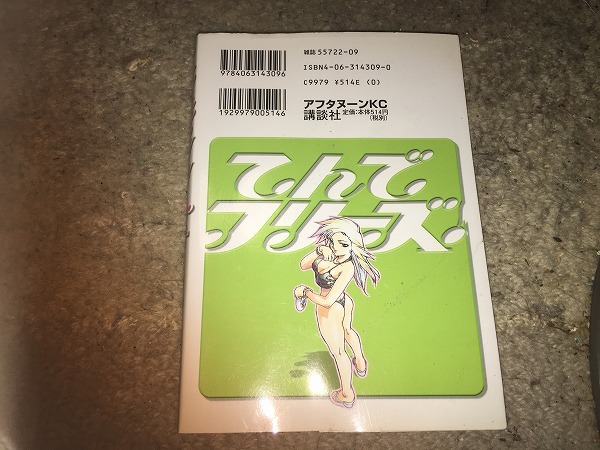 雑誌 55722-09
ISBN4-06-314309-0
C9979 ¥514E (0)
9784063143096
1929979005146
アフタヌーンKC
講談社
定価:本体514円
(税別)
てんで
フリーズ!